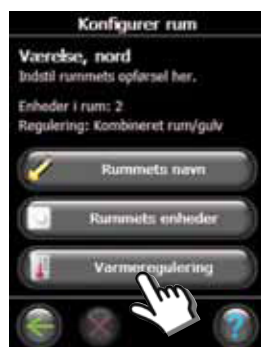 Konfigurer rum
Værelse, nord
Indstil rummets opførsel her.
Enheder i rum: 2
Regulering: Kombineret rum/gulv
Rummets navn
Rummets enheder
Varmeregulering
?